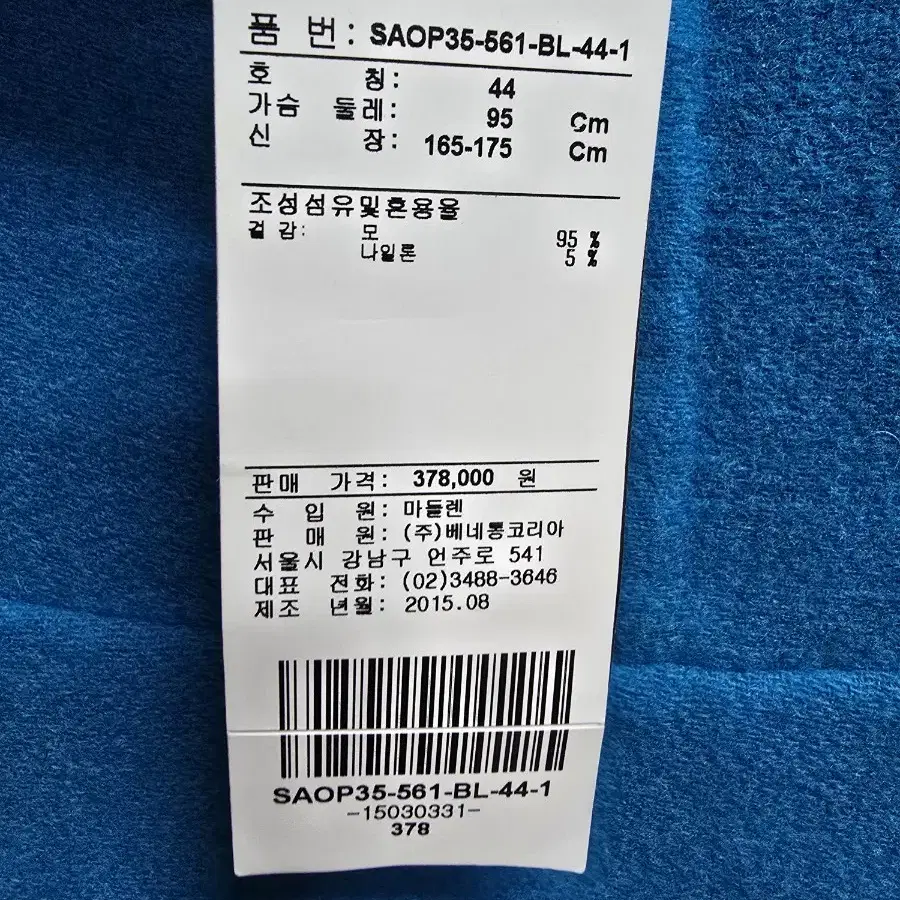 품 번: SAOP35-561-BL-44-1
호 칭: 44
가슴 둘레: 95 Cm
신 장: 165-175 Cm
조성섬유및혼용율
겉 감: 모 95 %
나일론 5 %
판매 가격: 378,000 원
수 입 원: 마들렌
판 매 원: (주)베네통코리아
서울시 강남구 언주로 541
대표 전화: (02)3488-3646
제조 년월: 2015.08
SAOP35-561-BL-44-1
-15030331-
378